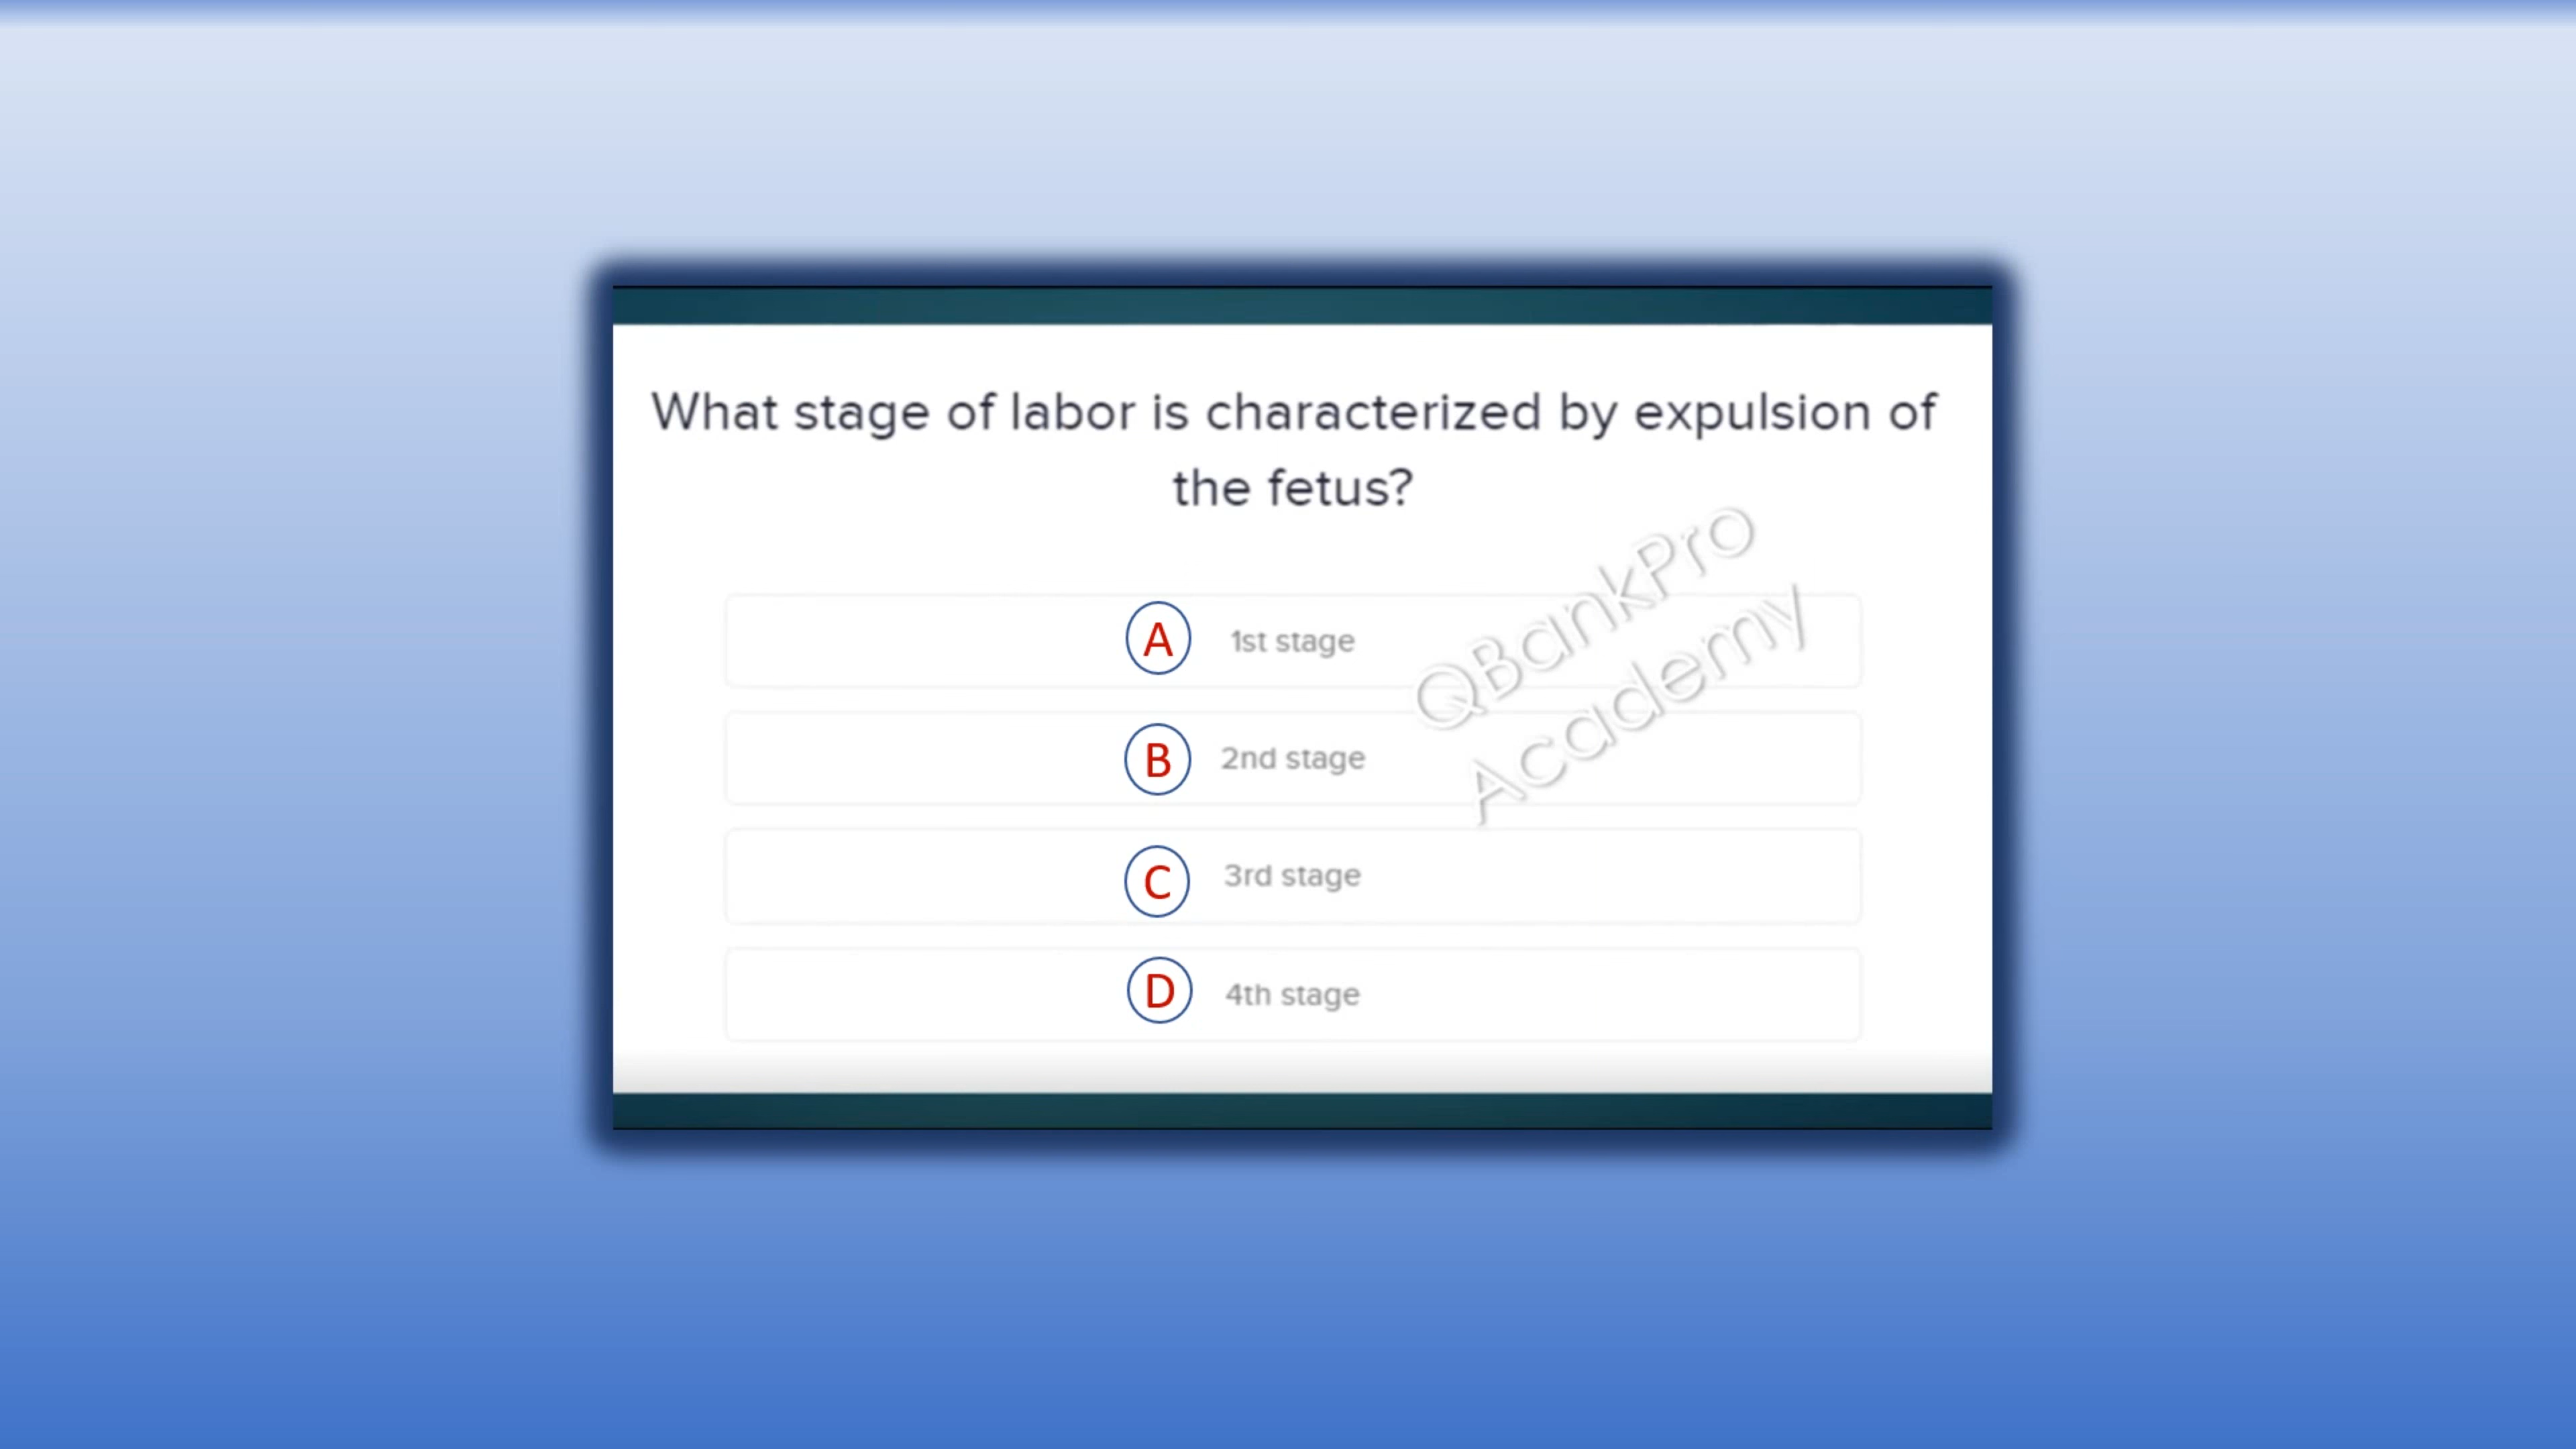 What stage of labor is characterized by expulsion of
the fetus?
QBankPro
Academy
A 1st stage
B 2nd stage
C 3rd stage
D 4th stage